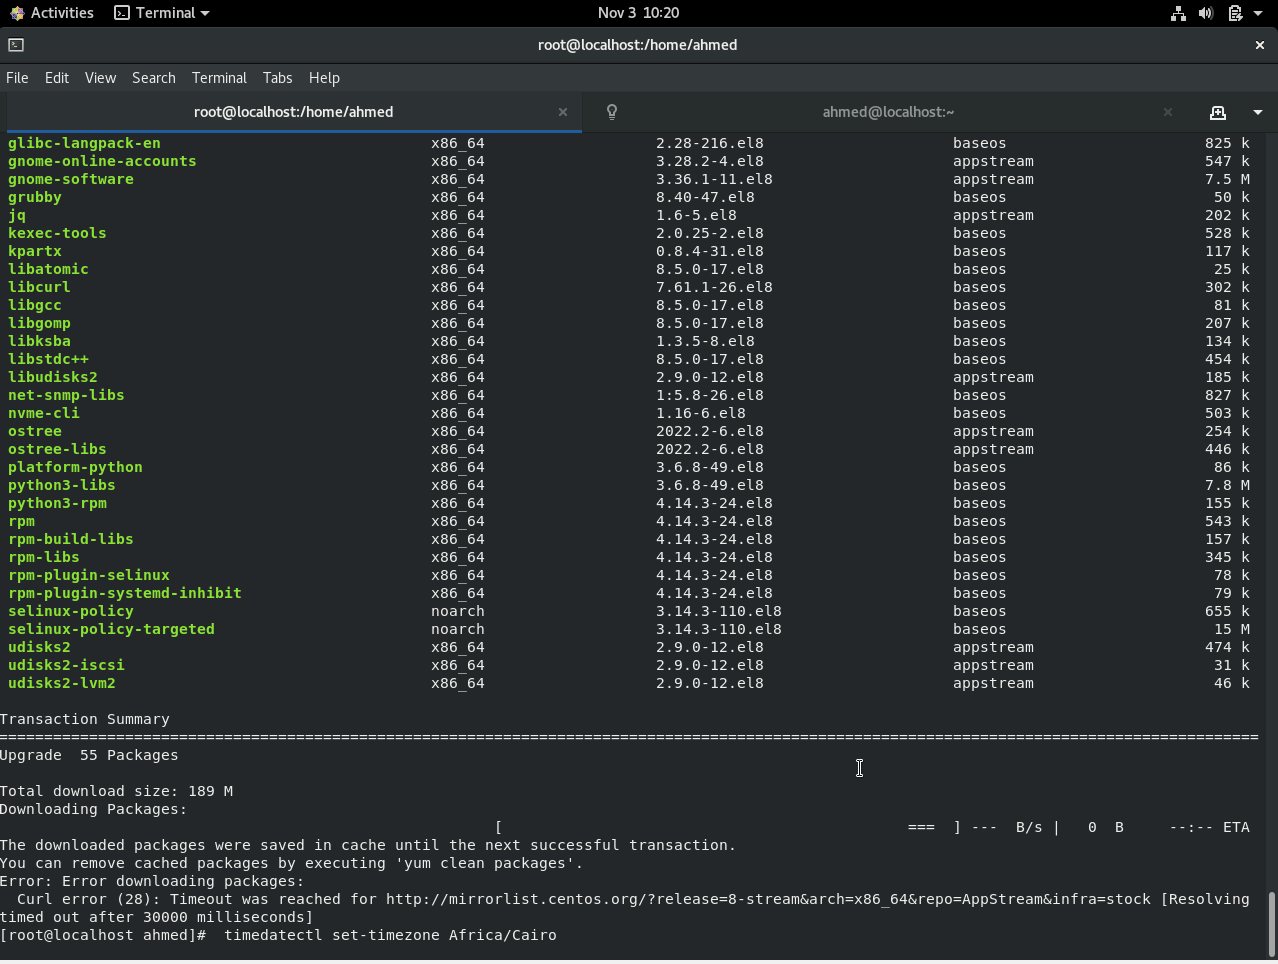 Activities Terminal Nov 3 10:20
root@localhost:/home/ahmed
File Edit View Search Terminal Tabs Help
root@localhost:/home/ahmed ahmed@localhost:~
glibc-langpack-en x86_64 2.28-216.el8 baseos 825 k
gnome-online-accounts x86_64 3.28.2-4.el8 appstream 547 k
gnome-software x86_64 3.36.1-11.el8 appstream 7.5 M
grubby x86_64 8.40-47.el8 baseos 50 k
jq x86_64 1.6-5.el8 appstream 202 k
kexec-tools x86_64 2.0.25-2.el8 baseos 528 k
kpartx x86_64 0.8.4-31.el8 baseos 117 k
libatomic x86_64 8.5.0-17.el8 baseos 25 k
libcurl x86_64 7.61.1-26.el8 baseos 302 k
libgcc x86_64 8.5.0-17.el8 baseos 81 k
libgomp x86_64 8.5.0-17.el8 baseos 207 k
libksba x86_64 1.3.5-8.el8 baseos 134 k
libstdc++ x86_64 8.5.0-17.el8 baseos 454 k
libudisks2 x86_64 2.9.0-12.el8 appstream 185 k
net-snmp-libs x86_64 1:5.8-26.el8 baseos 827 k
nvme-cli x86_64 1.16-6.el8 baseos 503 k
ostree x86_64 2022.2-6.el8 appstream 254 k
ostree-libs x86_64 2022.2-6.el8 appstream 446 k
platform-python x86_64 3.6.8-49.el8 baseos 86 k
python3-libs x86_64 3.6.8-49.el8 baseos 7.8 M
python3-rpm x86_64 4.14.3-24.el8 baseos 155 k
rpm x86_64 4.14.3-24.el8 baseos 543 k
rpm-build-libs x86_64 4.14.3-24.el8 baseos 157 k
rpm-libs x86_64 4.14.3-24.el8 baseos 345 k
rpm-plugin-selinux x86_64 4.14.3-24.el8 baseos 78 k
rpm-plugin-systemd-inhibit x86_64 4.14.3-24.el8 baseos 79 k
selinux-policy noarch 3.14.3-110.el8 baseos 655 k
selinux-policy-targeted noarch 3.14.3-110.el8 baseos 15 M
udisks2 x86_64 2.9.0-12.el8 appstream 474 k
udisks2-iscsi x86_64 2.9.0-12.el8 appstream 31 k
udisks2-lvm2 x86_64 2.9.0-12.el8 appstream 46 k
Transaction Summary
============================================================================================================================================
Upgrade  55 Packages
Total download size: 189 M
Downloading Packages:
[ === ] --- B/s | 0 B --:-- ETA
The downloaded packages were saved in cache until the next successful transaction.
You can remove cached packages by executing 'yum clean packages'.
Error: Error downloading packages:
Curl error (28): Timeout was reached for http://mirrorlist.centos.org/?release=8-stream&arch=x86_64&repo=AppStream&infra=stock [Resolving
timed out after 30000 milliseconds]
[root@localhost ahmed]#  timedatectl set-timezone Africa/Cairo